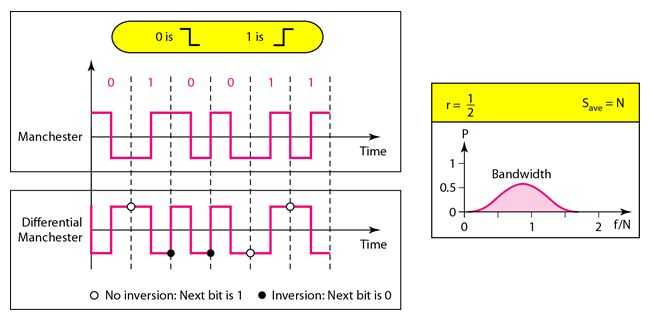 0 is 1 is
0 1 0 0 1 1
Manchester
Time
Differential
Manchester
Time
No inversion: Next bit is 1 Inversion: Next bit is 0
r = 1/2 Save = N
P
1
Bandwidth
0.5
0
0 1 2 f/N